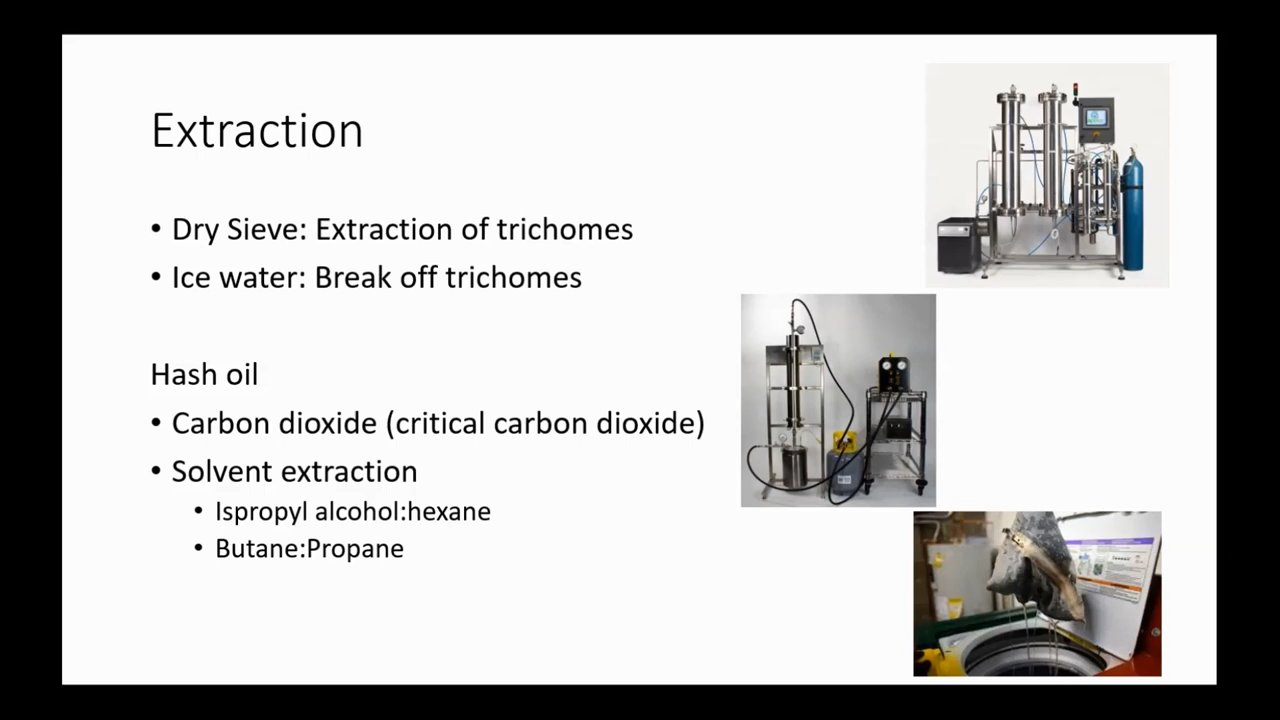 Extraction
• Dry Sieve: Extraction of trichomes
• Ice water: Break off trichomes
Hash oil
• Carbon dioxide (critical carbon dioxide)
• Solvent extraction
• Ispropyl alcohol:hexane
• Butane:Propane